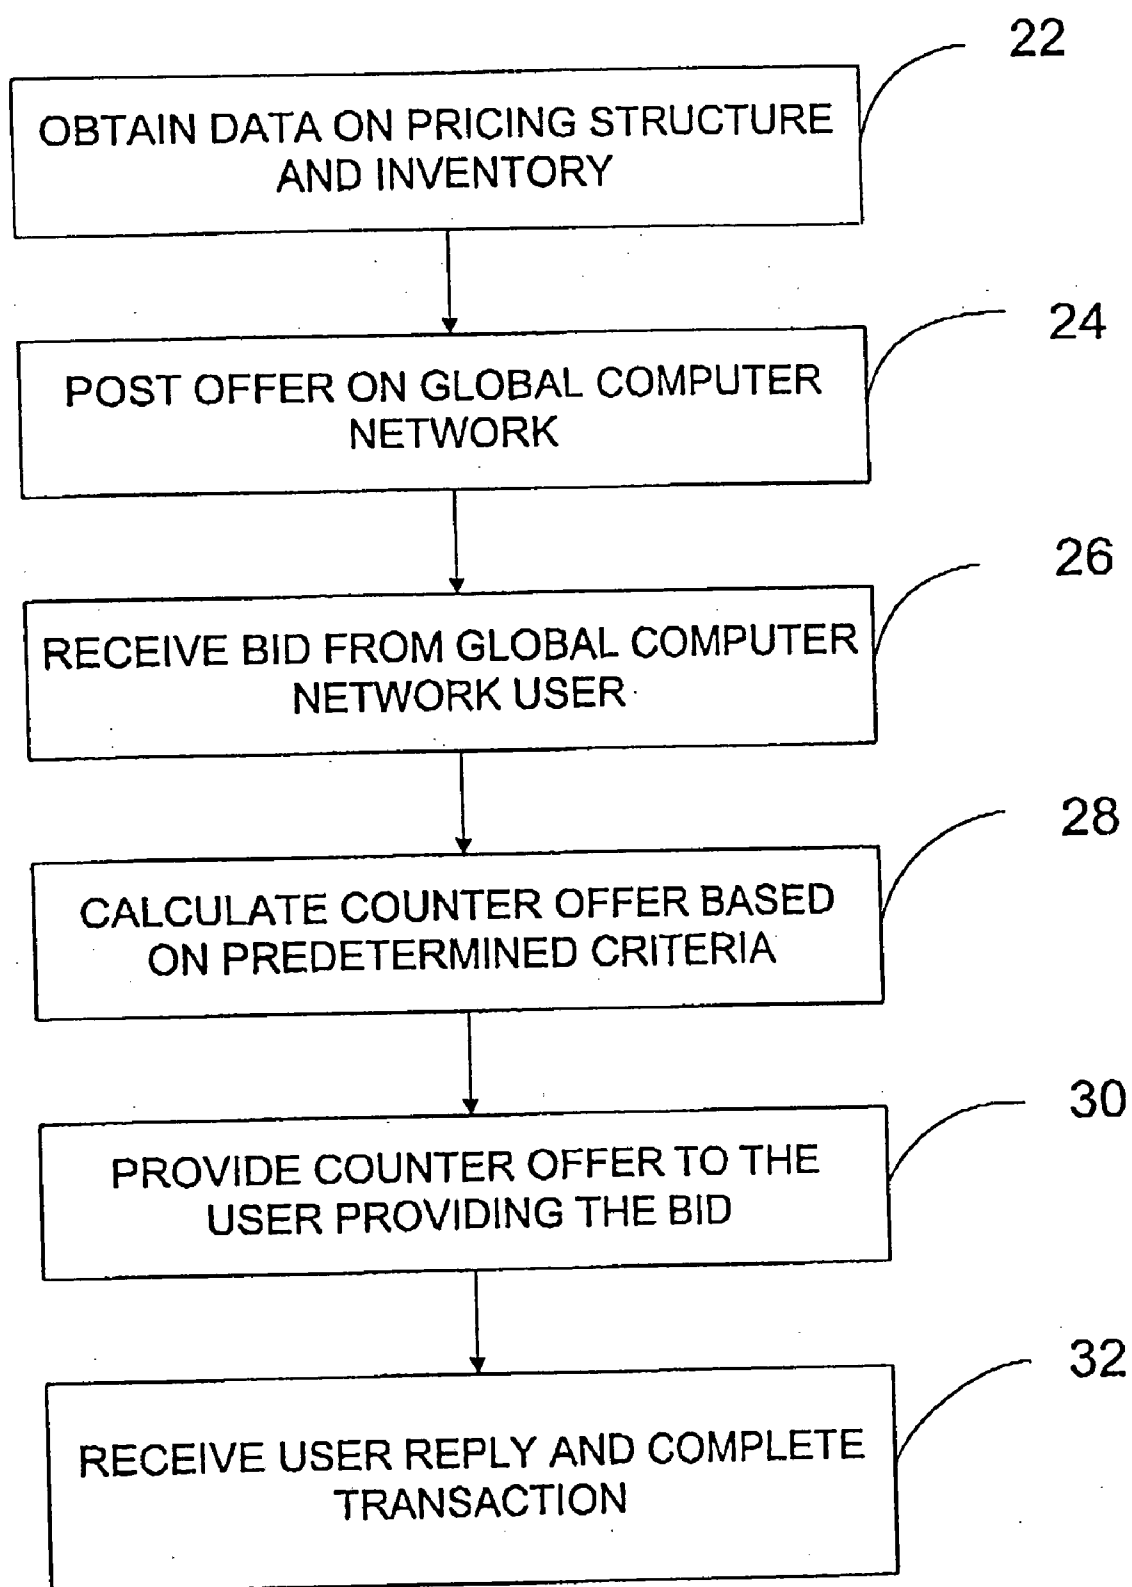 22
OBTAIN DATA ON PRICING STRUCTURE
AND INVENTORY
24
POST OFFER ON GLOBAL COMPUTER
NETWORK
26
RECEIVE BID FROM GLOBAL COMPUTER
NETWORK USER
28
CALCULATE COUNTER OFFER BASED
ON PREDETERMINED CRITERIA
30
PROVIDE COUNTER OFFER TO THE
USER PROVIDING THE BID
32
RECEIVE USER REPLY AND COMPLETE
TRANSACTION